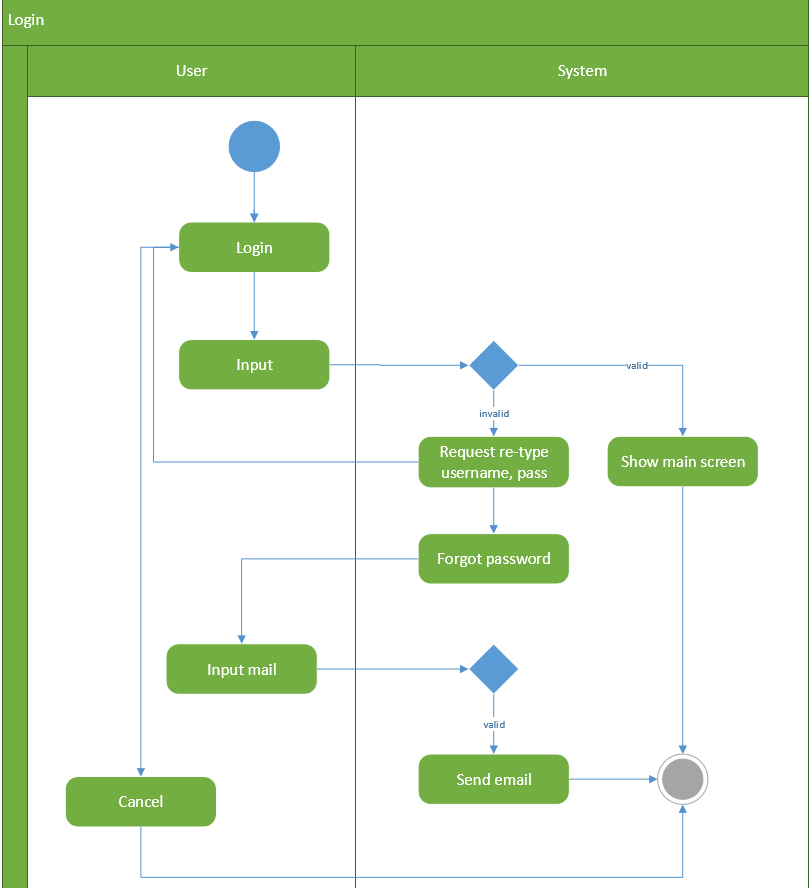 Login
User
System
Login
Input
valid
invalid
Request re-type
username, pass
Show main screen
Forgot password
Input mail
valid
Send email
Cancel